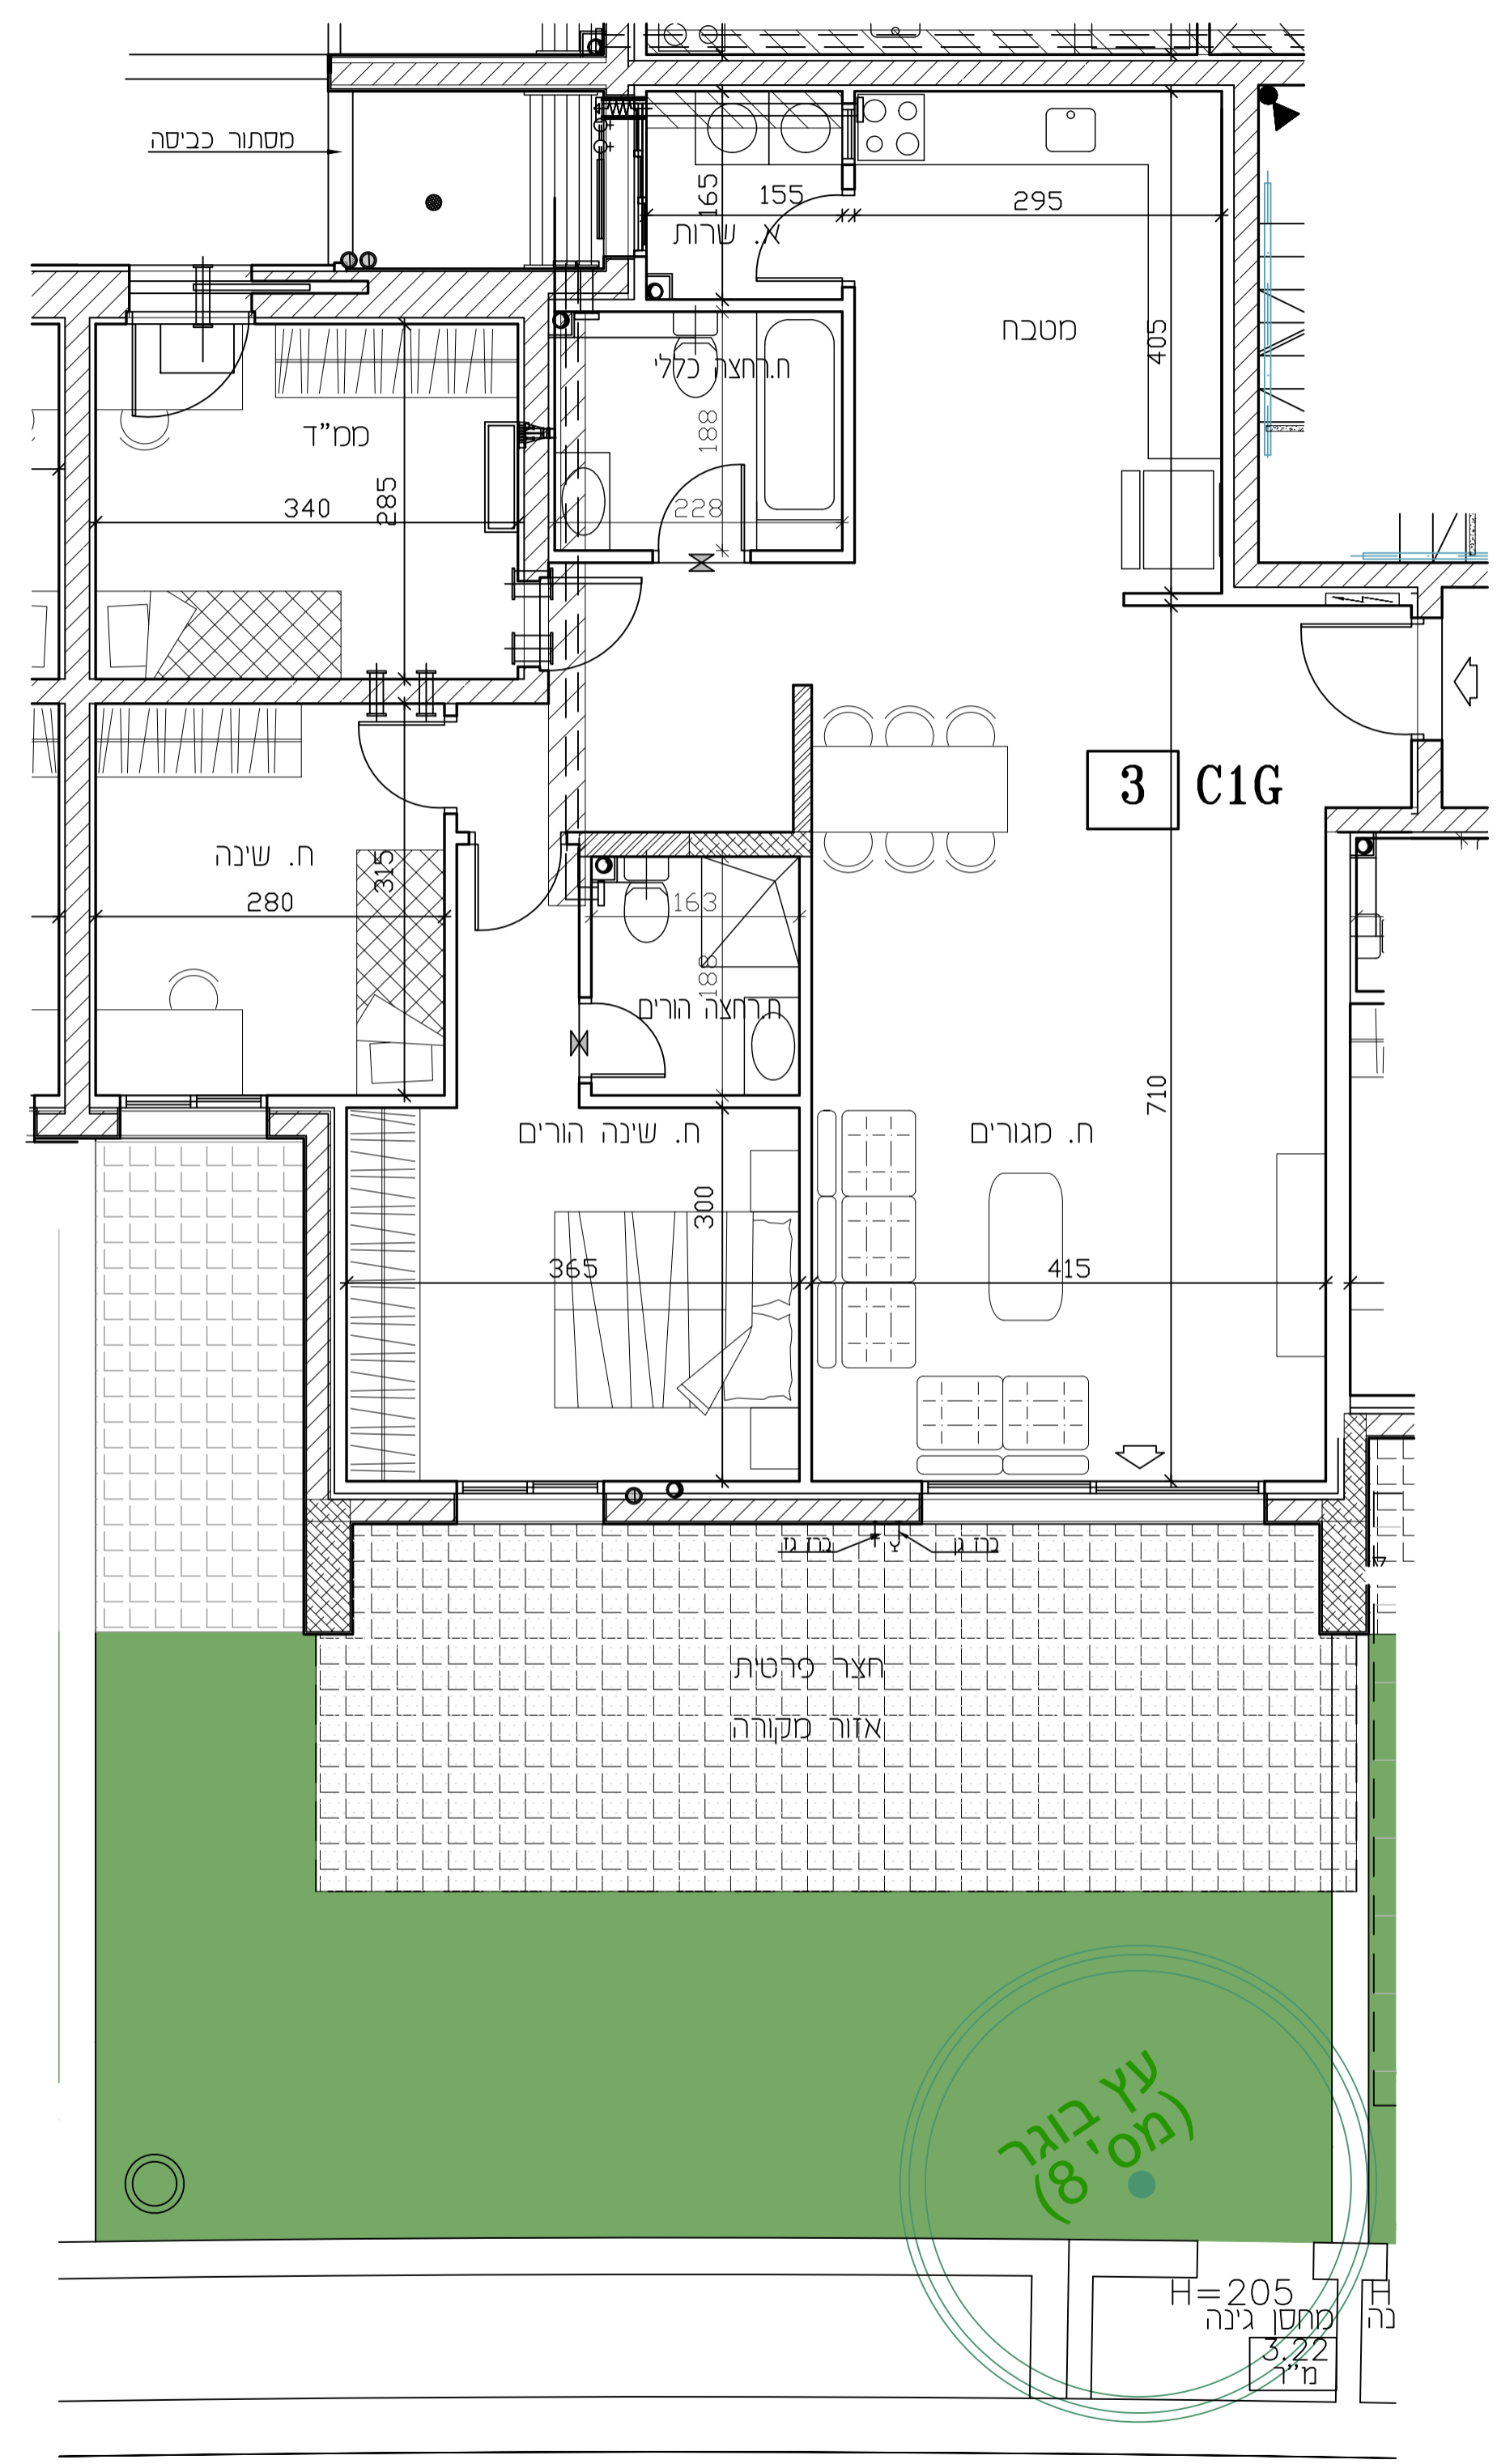 מסתור כביסה
165
155
295
א. שרות
מטבח
405
ח.רחצה כללי
188
228
ממ"ד
340
285
3
C1G
ח. שינה
315
280
163
188
ח.רחצה הורים
710
ח. שינה הורים
ח. מגורים
300
365
415
ברז גז
ברז גן
חצר פרטית
אזור מקורה
עץ בוגר
(מס' 8)
H=205
H
מחסן גינה
נה
3.22
מ"ר